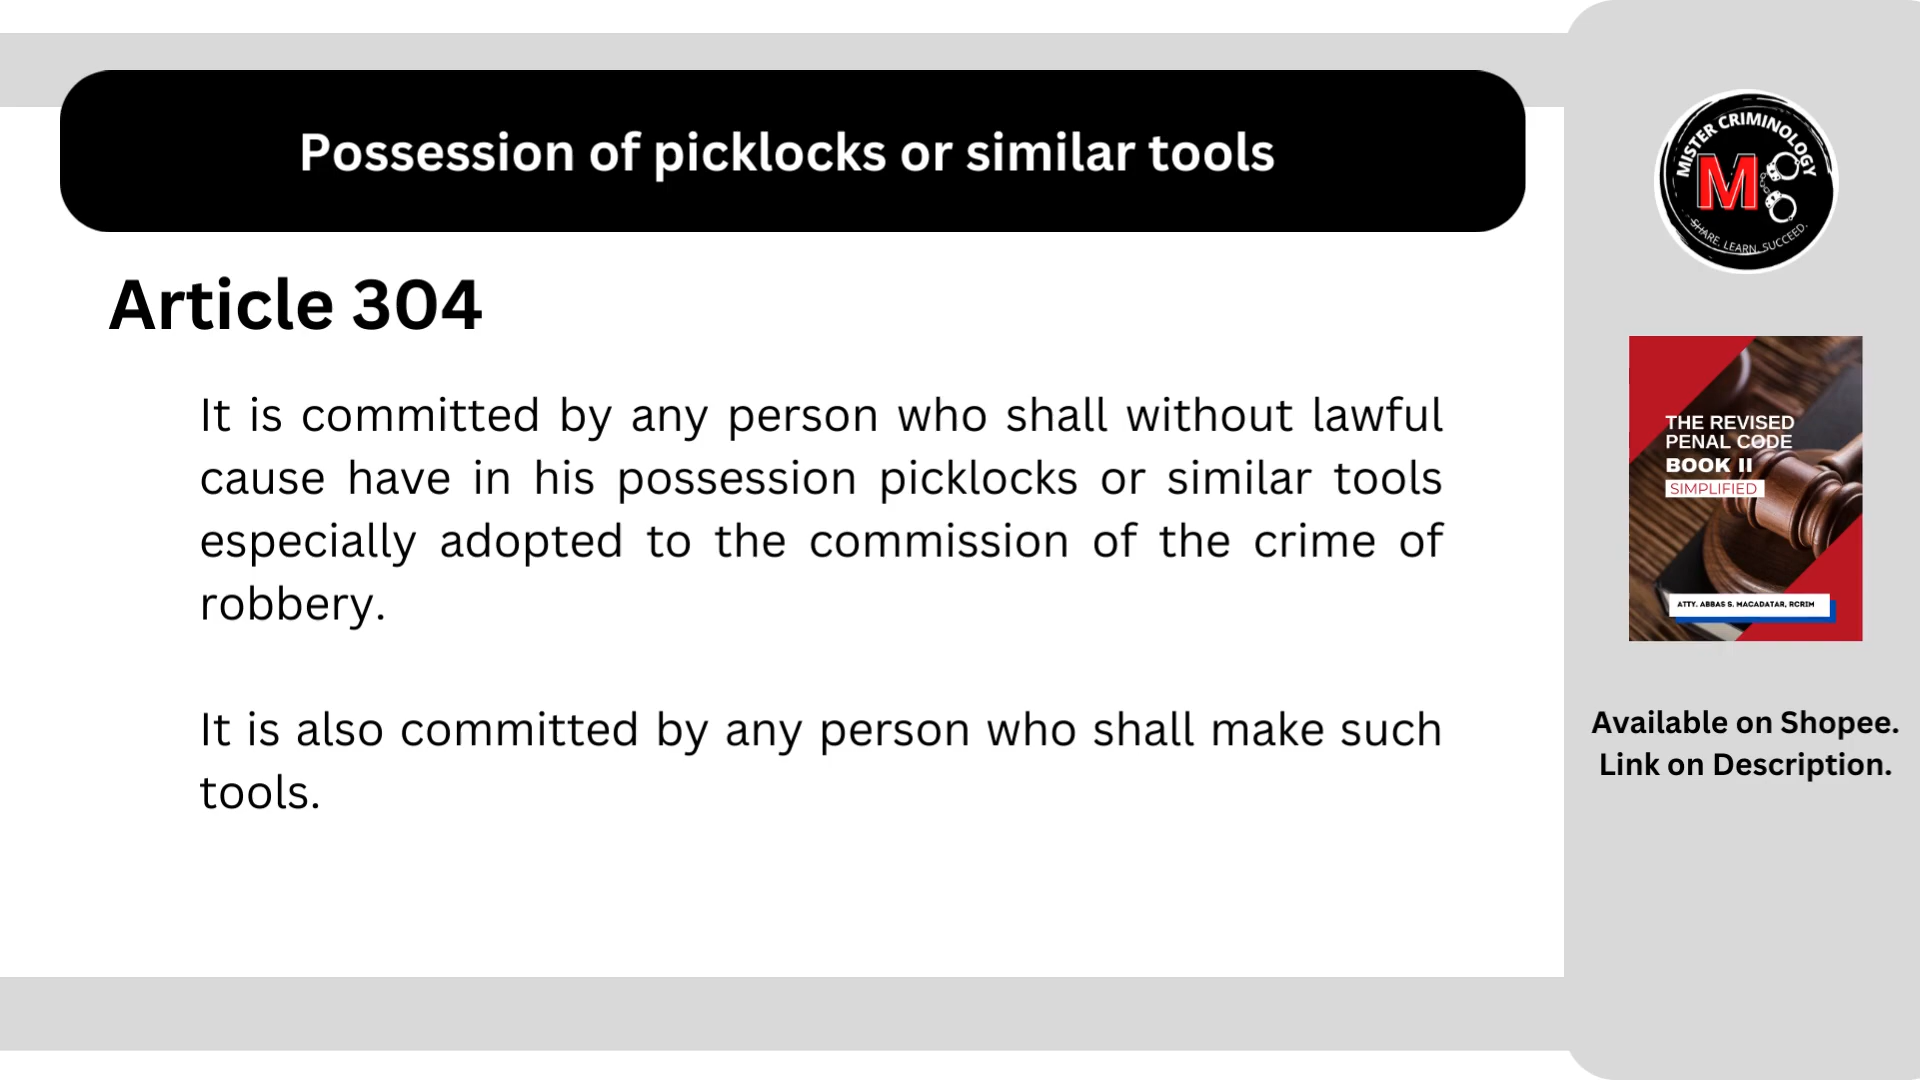 Possession of picklocks or similar tools
Article 304
It is committed by any person who shall without lawful
cause have in his possession picklocks or similar tools
especially adopted to the commission of the crime of
robbery.
It is also committed by any person who shall make such
tools.
MISTER CRIMINOLOGY
M
SHARE. LEARN. SUCCEED.
THE REVISED
PENAL CODE
BOOK II
SIMPLIFIED
ATTY. ABBAS S. MACADATAR, RCRIM
Available on Shopee.
Link on Description.